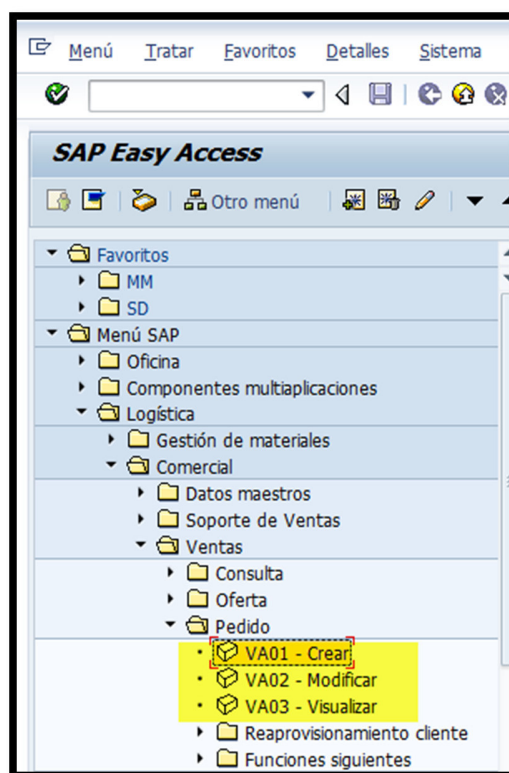 Menú Tratar Favoritos Detalles Sistema
SAP Easy Access
Otro menú
Favoritos
MM
SD
Menú SAP
Oficina
Componentes multiaplicaciones
Logística
Gestión de materiales
Comercial
Datos maestros
Soporte de Ventas
Ventas
Consulta
Oferta
Pedido
VA01 - Crear
VA02 - Modificar
VA03 - Visualizar
Reaprovisionamiento cliente
Funciones siguientes